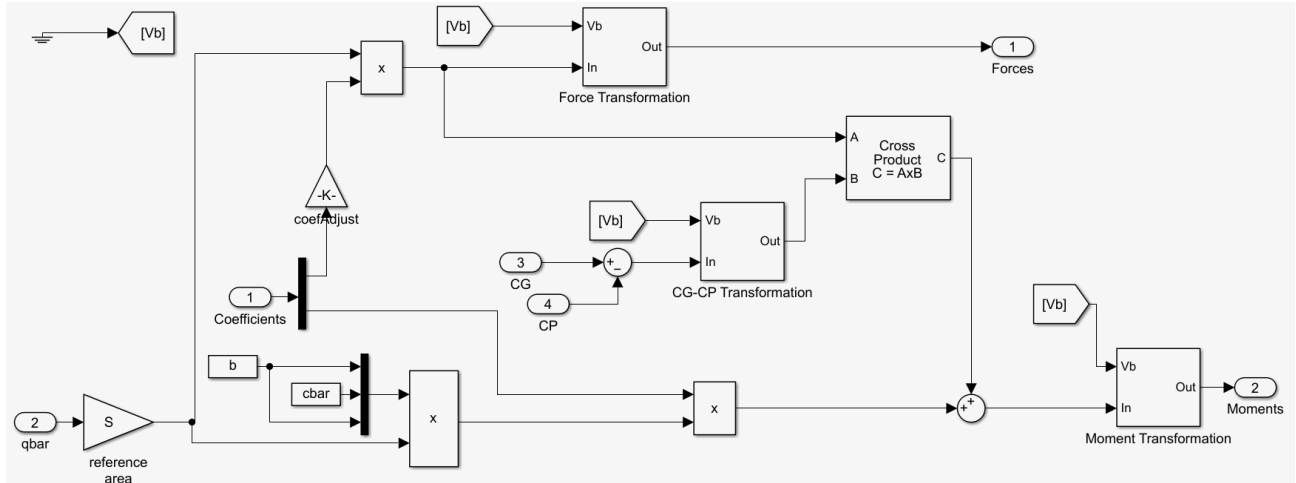 [Vb]
x
[Vb]
Vb
In
Out
Force Transformation
1
Forces
A
B
Cross
Product
C = AxB
C
-K-
coefAdjust
[Vb]
Vb
In
Out
CG-CP Transformation
3
CG
+
−
4
CP
1
Coefficients
b
cbar
x
2
qbar
S
reference
area
x
+
+
[Vb]
Vb
In
Out
Moment Transformation
2
Moments